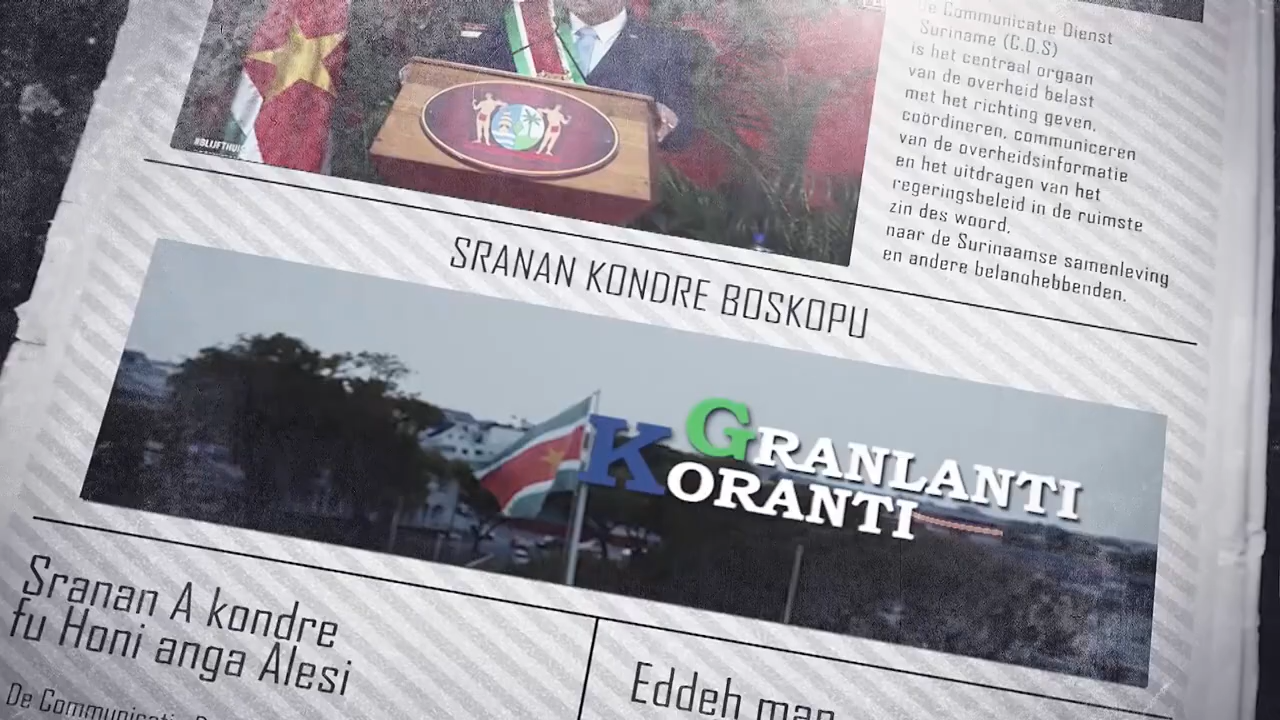 De Communicatie Dienst
Suriname (C.D.S)
is het centraal orgaan
van de overheid belast
met het richting geven,
coördineren, communiceren
van de overheidsinformatie
en het uitdragen van het
regeringsbeleid in de ruimste
zin des woord,
naar de Surinaamse samenleving
en andere belanghebbenden.
SRANAN KONDRE BOSKOPU
GRANLANTI
KORANTI
Sranan A kondre
fu Honi anga Alesi
De
Eddeh man